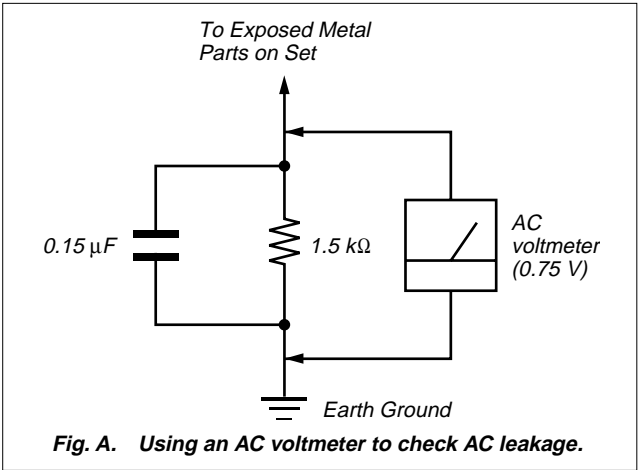 To Exposed Metal
Parts on Set
0.15 μF
1.5 kΩ
AC
voltmeter
(0.75 V)
Earth Ground
Fig. A. Using an AC voltmeter to check AC leakage.